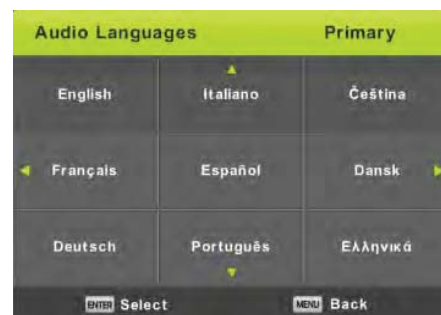 Audio Languages Primary
English Italiano Čeština
Français Español Dansk
Deutsch Português Ελληνικά
ENTER Select MENU Back